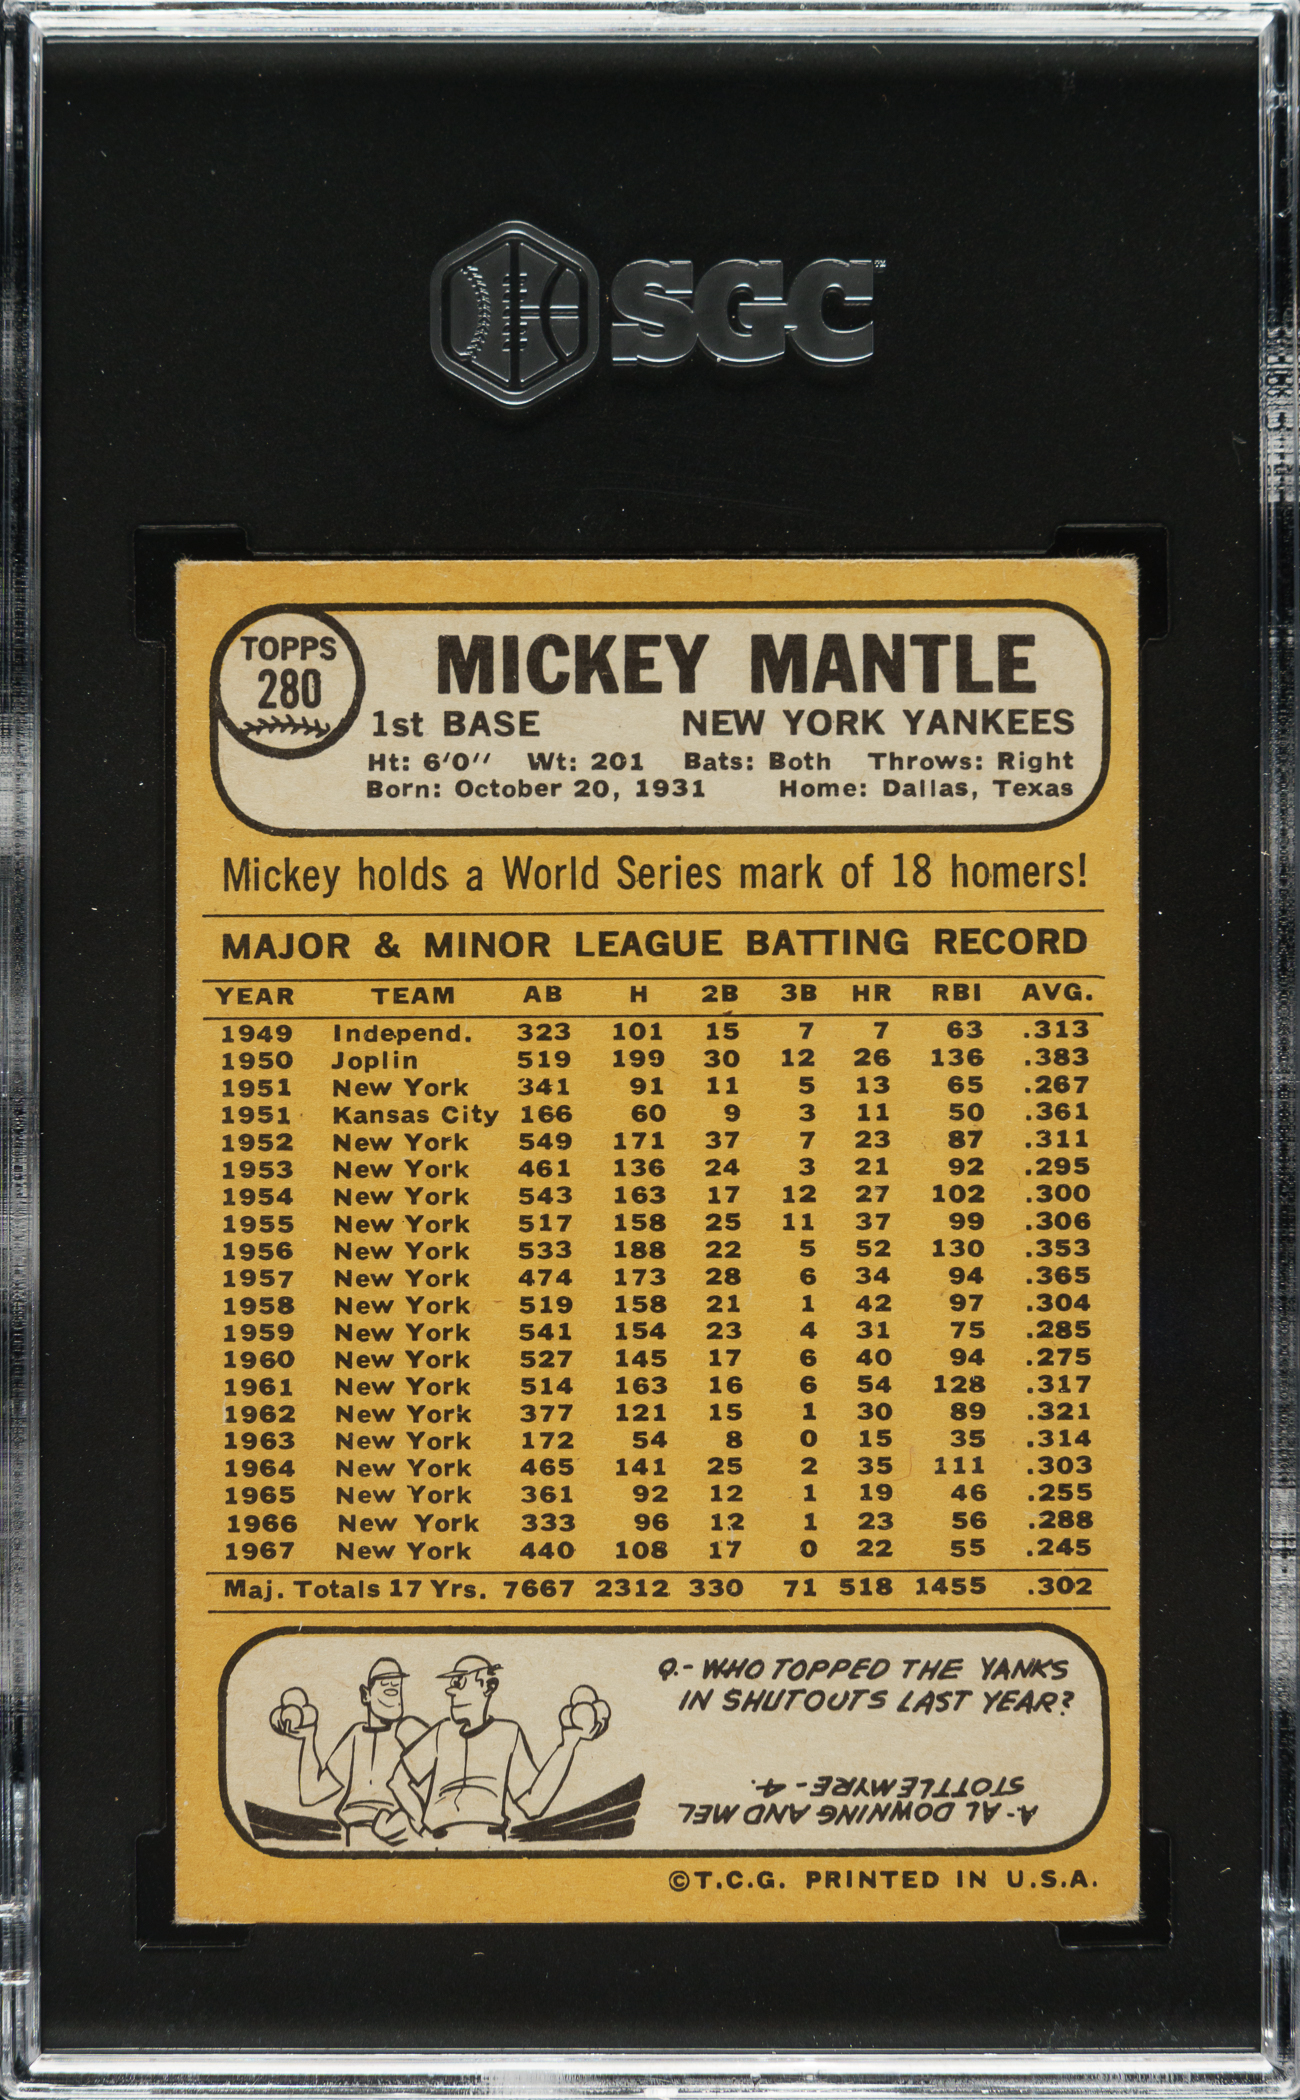 SGC
TOPPS
280
MICKEY MANTLE
1st BASE NEW YORK YANKEES
Ht: 6'0" Wt: 201 Bats: Both Throws: Right
Born: October 20, 1931 Home: Dallas, Texas
Mickey holds a World Series mark of 18 homers!
MAJOR & MINOR LEAGUE BATTING RECORD
YEAR TEAM AB H 2B 3B HR RBI AVG.
1949 Independ. 323 101 15 7 7 63 .313
1950 Joplin 519 199 30 12 26 136 .383
1951 New York 341 91 11 5 13 65 .267
1951 Kansas City 166 60 9 3 11 50 .361
1952 New York 549 171 37 7 23 87 .311
1953 New York 461 136 24 3 21 92 .295
1954 New York 543 163 17 12 27 102 .300
1955 New York 517 158 25 11 37 99 .306
1956 New York 533 188 22 5 52 130 .353
1957 New York 474 173 28 6 34 94 .365
1958 New York 519 158 21 1 42 97 .304
1959 New York 541 154 23 4 31 75 .285
1960 New York 527 145 17 6 40 94 .275
1961 New York 514 163 16 6 54 128 .317
1962 New York 377 121 15 1 30 89 .321
1963 New York 172 54 8 0 15 35 .314
1964 New York 465 141 25 2 35 111 .303
1965 New York 361 92 12 1 19 46 .255
1966 New York 333 96 12 1 23 56 .288
1967 New York 440 108 17 0 22 55 .245
Maj. Totals 17 Yrs. 7667 2312 330 71 518 1455 .302
Q.- WHO TOPPED THE YANKS
IN SHUTOUTS LAST YEAR?
A.- AL DOWNING AND MEL
STOTTLEMYRE - 4.
©T.C.G. PRINTED IN U.S.A.